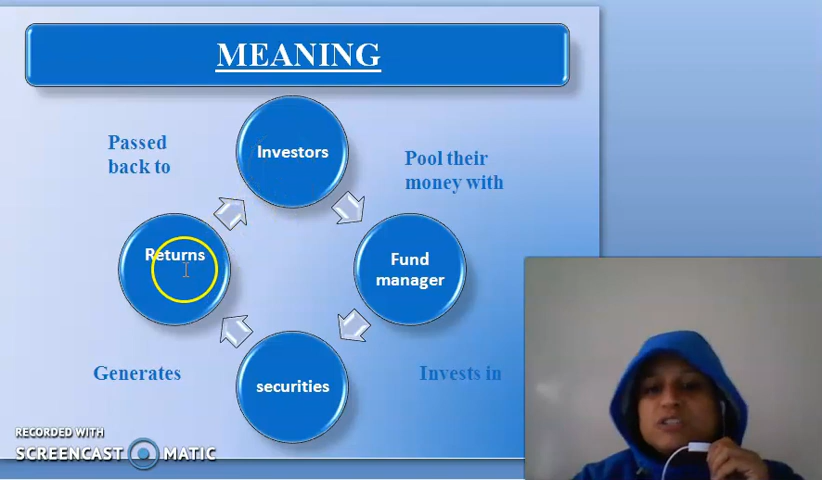 MEANING
Investors
Passed
back to
Pool their
money with
Returns
Fund
manager
Generates
securities
Invests in
RECORDED WITH
SCREENCAST MATIC